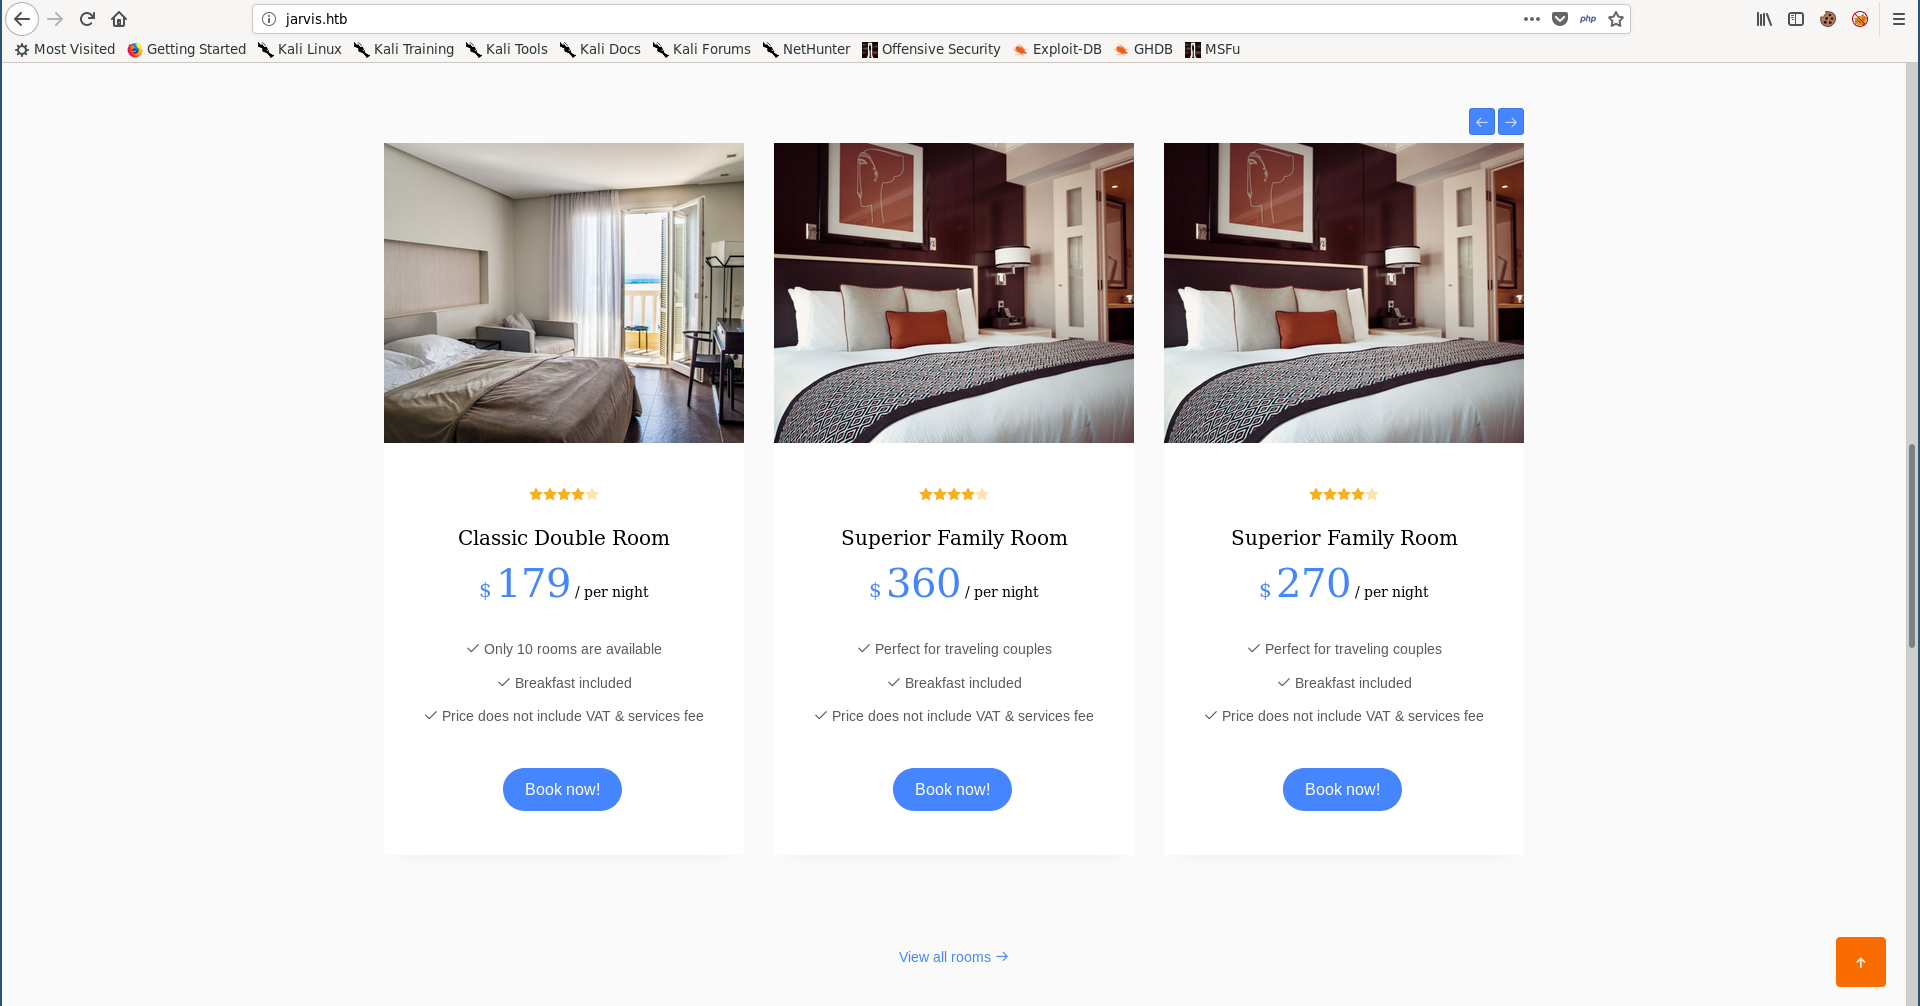 jarvis.htb
php
Most Visited Getting Started Kali Linux Kali Training Kali Tools Kali Docs Kali Forums NetHunter Offensive Security Exploit-DB GHDB MSFu
Classic Double Room
$ 179 / per night
Only 10 rooms are available
Breakfast included
Price does not include VAT & services fee
Book now!
Superior Family Room
$ 360 / per night
Perfect for traveling couples
Breakfast included
Price does not include VAT & services fee
Book now!
Superior Family Room
$ 270 / per night
Perfect for traveling couples
Breakfast included
Price does not include VAT & services fee
Book now!
View all rooms